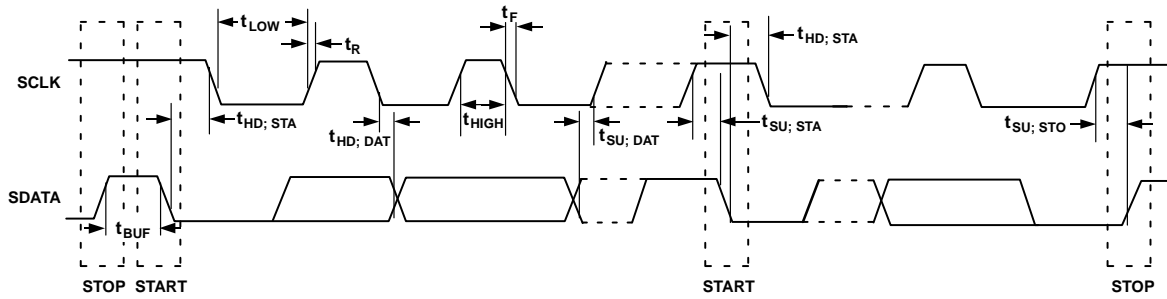 tF
tLOW
tHD; STA
tR
SCLK
tHD; STA
tHIGH
tSU; STA
tHD; DAT
tSU; DAT
tSU; STO
SDATA
tBUF
STOP START
START
STOP